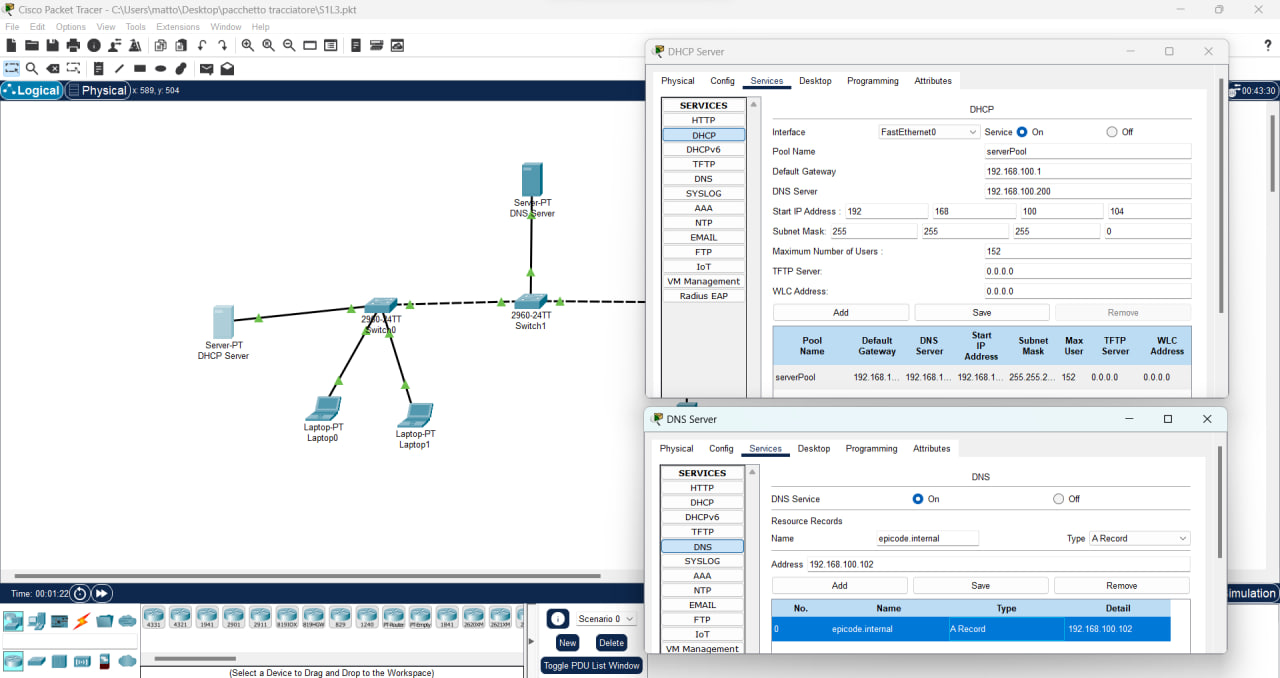 Cisco Packet Tracer - C:\Users\matto\Desktop\pacchetto tracciatore\S1L3.pkt
File Edit Options View Tools Extensions Window Help
?
Logical Physical x: 589, y: 504
00:43:30
Server-PT
DNS Server
2960-24TT
Switch1
2960-24TT
Switch0
Server-PT
DHCP Server
Laptop-PT
Laptop0
Laptop-PT
Laptop1
DHCP Server
Physical Config Services Desktop Programming Attributes
SERVICES
HTTP
DHCP
DHCPv6
TFTP
DNS
SYSLOG
AAA
NTP
EMAIL
FTP
IoT
VM Management
Radius EAP
DHCP
Interface FastEthernet0 Service On Off
Pool Name serverPool
Default Gateway 192.168.100.1
DNS Server 192.168.100.200
Start IP Address : 192 168 100 104
Subnet Mask: 255 255 255 0
Maximum Number of Users : 152
TFTP Server: 0.0.0.0
WLC Address: 0.0.0.0
Add Save Remove
Pool Name Default Gateway DNS Server Start IP Address Subnet Mask Max User TFTP Server WLC Address
serverPool 192.168.1... 192.168.1... 192.168.1... 255.255.2... 152 0.0.0.0 0.0.0.0
DNS Server
Physical Config Services Desktop Programming Attributes
SERVICES
HTTP
DHCP
DHCPv6
TFTP
DNS
SYSLOG
AAA
NTP
EMAIL
FTP
IoT
VM Management
DNS
DNS Service On Off
Resource Records
Name epicode.internal Type A Record
Address 192.168.100.102
Add Save Remove
No. Name Type Detail
0 epicode.internal A Record 192.168.100.102
Time: 00:01:22
imulation
4331 4321 1941 2901 2911 819IOX 819HGW 829 1240 PT-Router PT-Empty 1841 2620XM 2621XM 2
(Select a Device to Drag and Drop to the Workspace)
Scenario 0
New Delete
Toggle PDU List Window